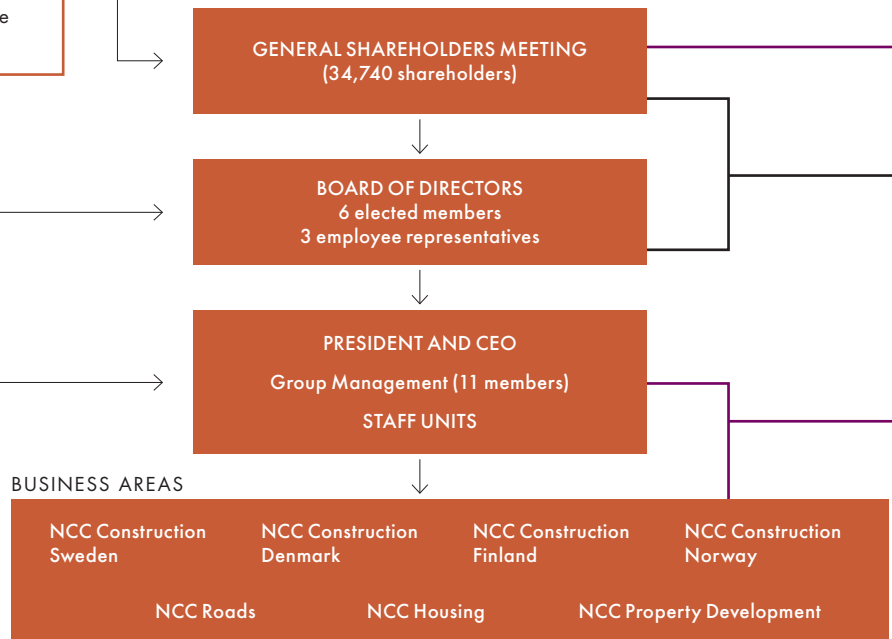 e
GENERAL SHAREHOLDERS MEETING
(34,740 shareholders)
BOARD OF DIRECTORS
6 elected members
3 employee representatives
PRESIDENT AND CEO
Group Management (11 members)
STAFF UNITS
BUSINESS AREAS
NCC Construction
Sweden
NCC Construction
Denmark
NCC Construction
Finland
NCC Construction
Norway
NCC Roads
NCC Housing
NCC Property Development